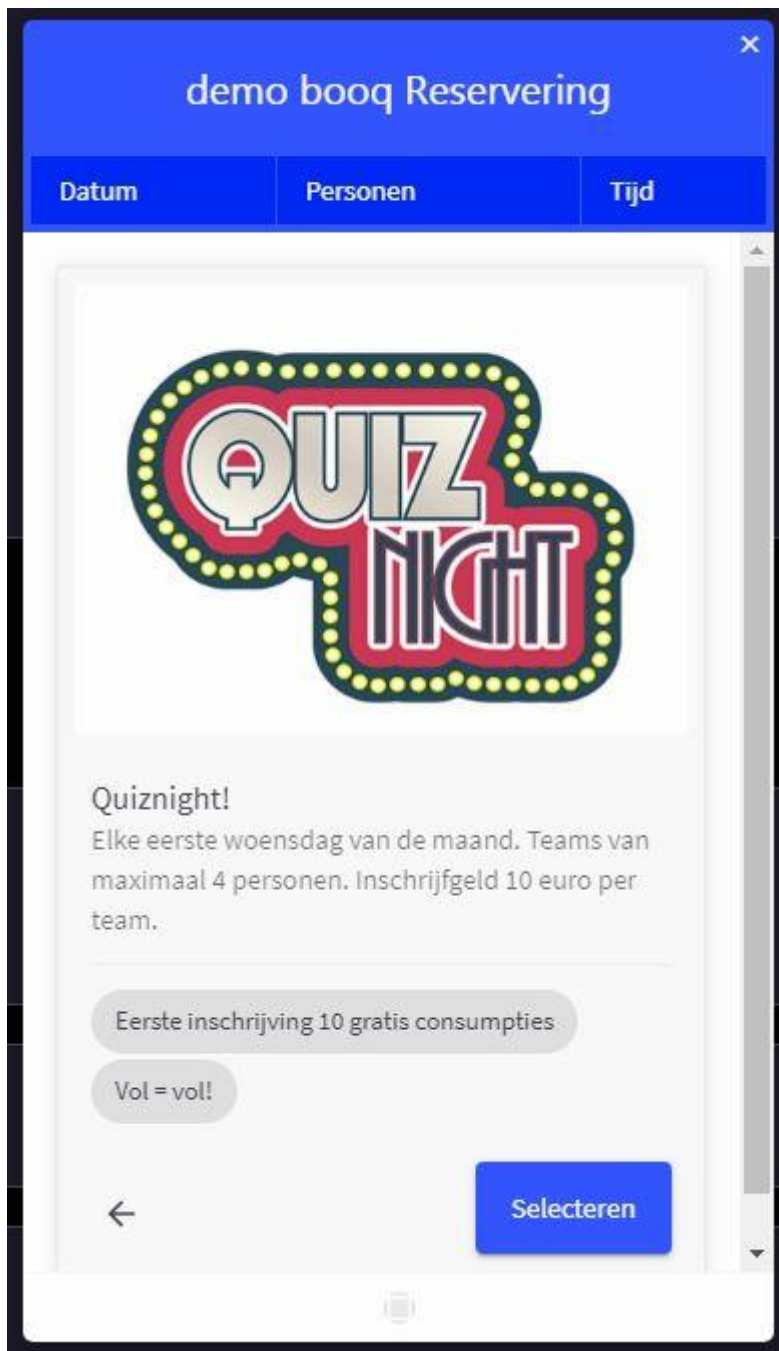 demo booq Reservering
Datum Personen Tijd
QUIZ
NIGHT
Quiznight!
Elke eerste woensdag van de maand. Teams van
maximaal 4 personen. Inschrijfgeld 10 euro per
team.
Eerste inschrijving 10 gratis consumpties
Vol = vol!
Selecteren